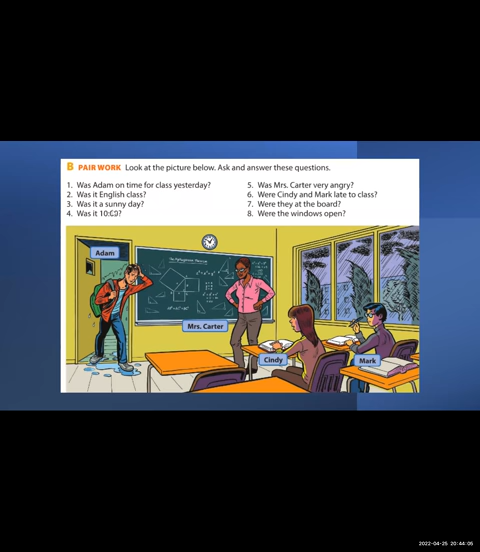 B PAIR WORK Look at the picture below. Ask and answer these questions.
1. Was Adam on time for class yesterday?
2. Was it English class?
3. Was it a sunny day?
4. Was it 10:00?
5. Was Mrs. Carter very angry?
6. Were Cindy and Mark late to class?
7. Were they at the board?
8. Were the windows open?
Adam
The Pythagorean Theorem
Mrs. Carter
Cindy
Mark
2022-04-25 20:44:05